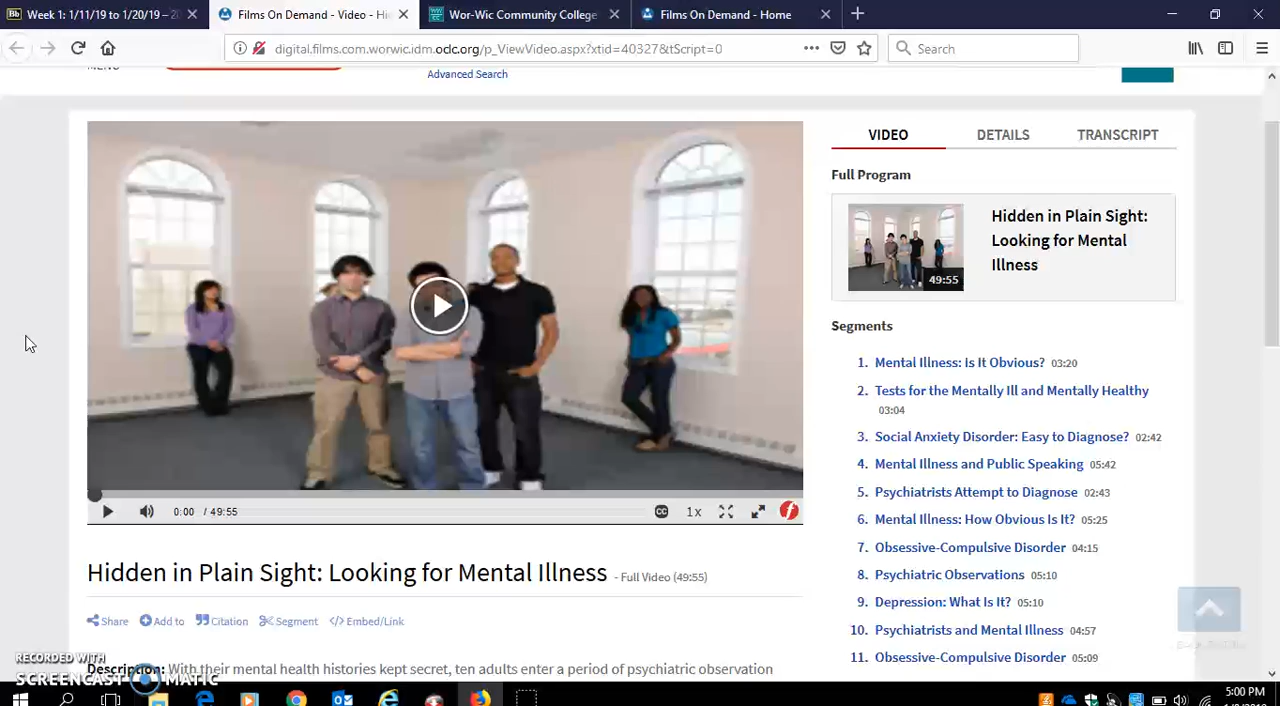 Week 1: 1/11/19 to 1/20/19 – 20
Films On Demand - Video - Hi
Wor-Wic Community College
Films On Demand - Home
digital.films.com.worwic.idm.oclc.org/p_ViewVideo.aspx?xtid=40327&tScript=0
Search
MENU
Advanced Search
VIDEO
DETAILS
TRANSCRIPT
Full Program
49:55
Hidden in Plain Sight:
Looking for Mental
Illness
Segments
1. Mental Illness: Is It Obvious? 03:20
2. Tests for the Mentally Ill and Mentally Healthy
03:04
3. Social Anxiety Disorder: Easy to Diagnose? 02:42
4. Mental Illness and Public Speaking 05:42
5. Psychiatrists Attempt to Diagnose 02:43
6. Mental Illness: How Obvious Is It? 05:25
7. Obsessive-Compulsive Disorder 04:15
8. Psychiatric Observations 05:10
9. Depression: What Is It? 05:10
10. Psychiatrists and Mental Illness 04:57
11. Obsessive-Compulsive Disorder 05:09
0:00 / 49:55
CC
1x
Hidden in Plain Sight: Looking for Mental Illness - Full Video (49:55)
Share
Add to
Citation
Segment
Embed/Link
Description: With their mental health histories kept secret, ten adults enter a period of psychiatric observation
RECORDED WITH
SCREENCAST MATIC
5:00 PM